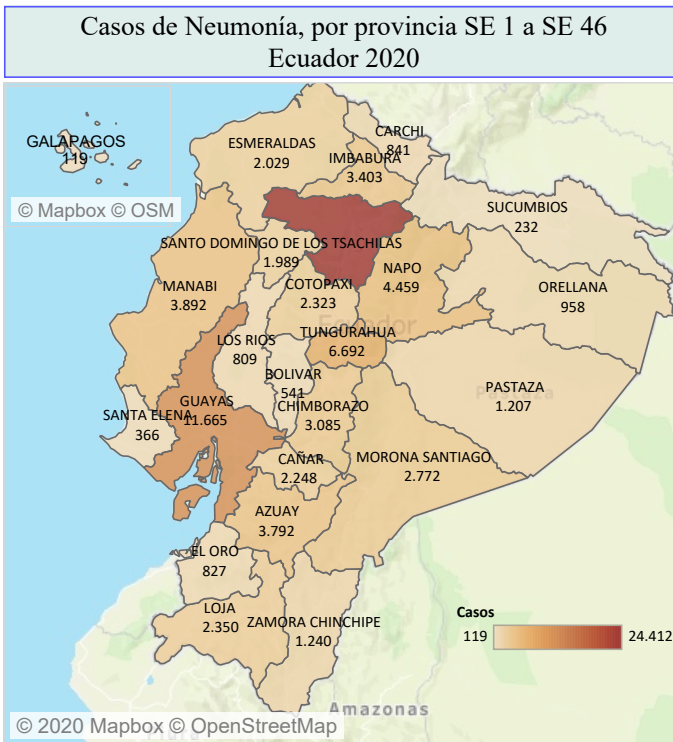 Casos de Neumonía, por provincia SE 1 a SE 46
Ecuador 2020
GALAPAGOS
119
© Mapbox © OSM
ESMERALDAS
2.029
CARCHI
841
IMBABURA
3.403
SUCUMBIOS
232
SANTO DOMINGO DE LOS TSACHILAS
1.989
NAPO
4.459
MANABI
3.892
COTOPAXI
2.323
ORELLANA
958
Ecuador
LOS RIOS
809
TUNGURAHUA
6.692
BOLIVAR
541
Pastaza
PASTAZA
1.207
GUAYAS
11.665
SANTA ELENA
366
CHIMBORAZO
3.085
CAÑAR
2.248
MORONA SANTIAGO
2.772
AZUAY
3.792
EL ORO
827
LOJA
2.350
ZAMORA CHINCHIPE
1.240
Casos
119 24.412
Amazonas
© 2020 Mapbox © OpenStreetMap